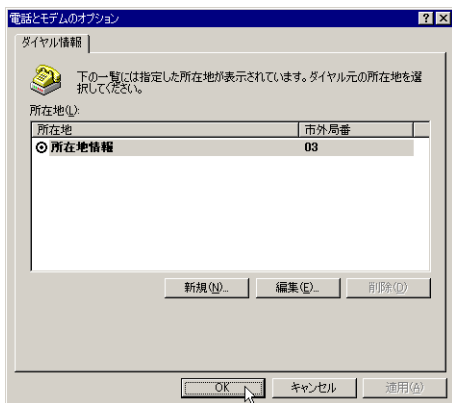 電話とモデムのオプション
ダイヤル情報
下の一覧には指定した所在地が表示されています。ダイヤル元の所在地を選
択してください。
所在地(L):
所在地 市外局番
所在地情報 03
新規(N)... 編集(E)... 削除(D)
OK キャンセル 適用(A)